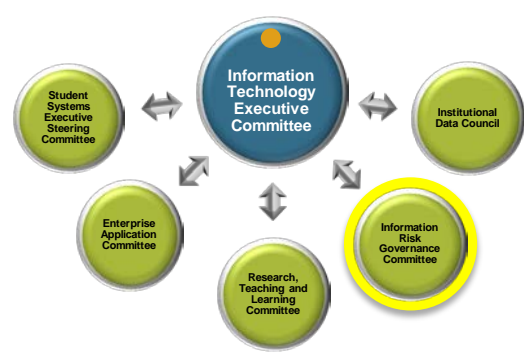 Information
Technology
Executive
Committee
Student
Systems
Executive
Steering
Committee
Institutional
Data Council
Enterprise
Application
Committee
Information
Risk
Governance
Committee
Research,
Teaching and
Learning
Committee